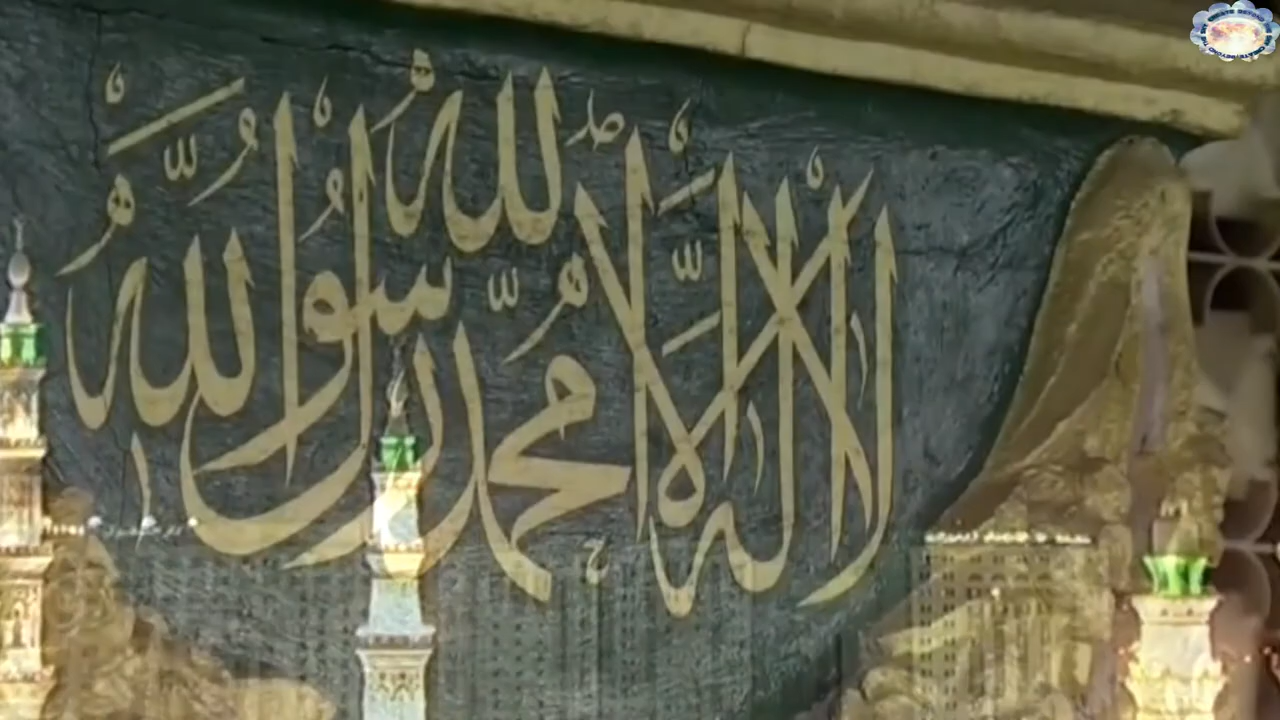 لا إله إلا الله محمد رسول الله